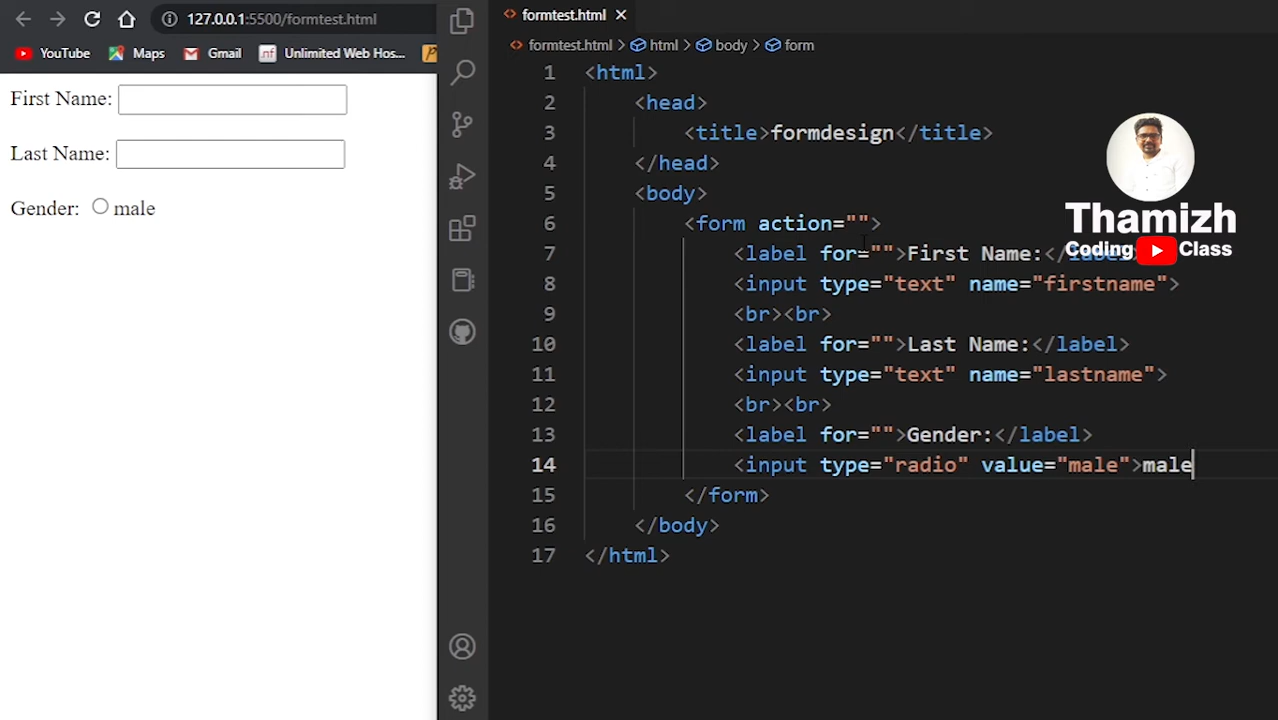 127.0.0.1:5500/formtest.html
YouTube Maps Gmail nf Unlimited Web Hos...
First Name:
Last Name:
Gender: male
formtest.html
formtest.html > html > body > form
1 <html>
2 <head>
3 <title>formdesign</title>
4 </head>
5 <body>
6 <form action="">
7 <label for="">First Name:</label>
8 <input type="text" name="firstname">
9 <br><br>
10 <label for="">Last Name:</label>
11 <input type="text" name="lastname">
12 <br><br>
13 <label for="">Gender:</label>
14 <input type="radio" value="male">male
15 </form>
16 </body>
17 </html>
Thamizh
Coding Class